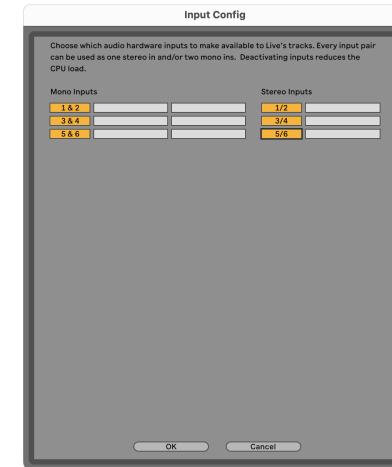 Input Config
Choose which audio hardware inputs to make available to Live's tracks. Every input pair
can be used as one stereo in and/or two mono ins.  Deactivating inputs reduces the
CPU load.
Mono Inputs
Stereo Inputs
1 & 2
1/2
3 & 4
3/4
5 & 6
5/6
OK
Cancel